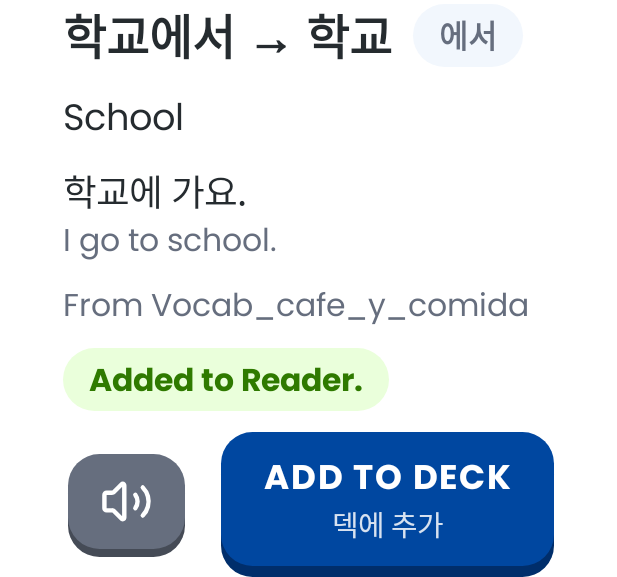 학교에서 → 학교 에서
School
학교에 가요.
I go to school.
From Vocab_cafe_y_comida
Added to Reader.
ADD TO DECK
덱에 추가